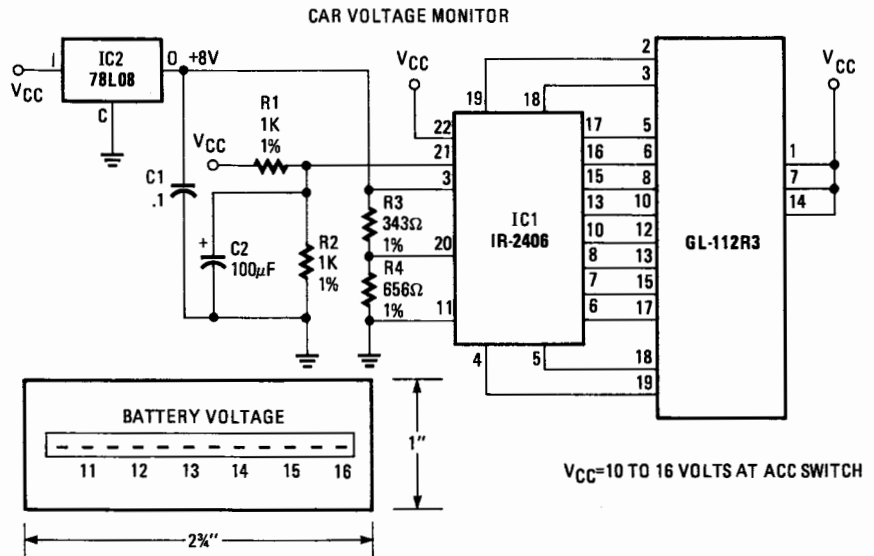 CAR VOLTAGE MONITOR
I
IC2
78L08
O
+8V
VCC
C
C1
.1
VCC
R1
1K
1%
+
C2
100µF
R2
1K
1%
R3
343Ω
1%
R4
656Ω
1%
VCC
22
21
3
20
11
19
18
IC1
IR-2406
17
16
15
13
10
8
7
6
4
5
2
3
5
6
8
10
12
13
15
17
18
19
GL-112R3
1
7
14
VCC
BATTERY VOLTAGE
11 12 13 14 15 16
1"
2¾"
VCC=10 TO 16 VOLTS AT ACC SWITCH